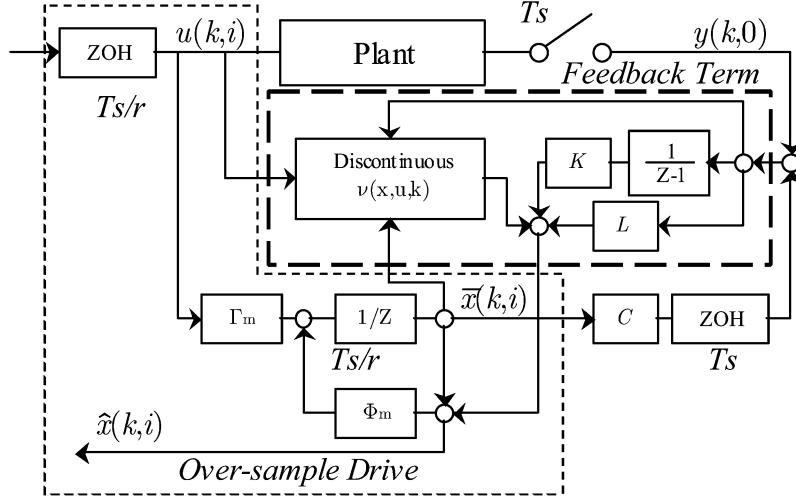 Ts
ZOH
u(k,i)
Plant
y(k,0)
Ts/r
Feedback Term
Discontinuous
ν(x,u,k)
K
1
Z-1
L
x̅(k,i)
Γm
1/Z
C
ZOH
Ts/r
Ts
Φm
x̂(k,i)
Over-sample Drive